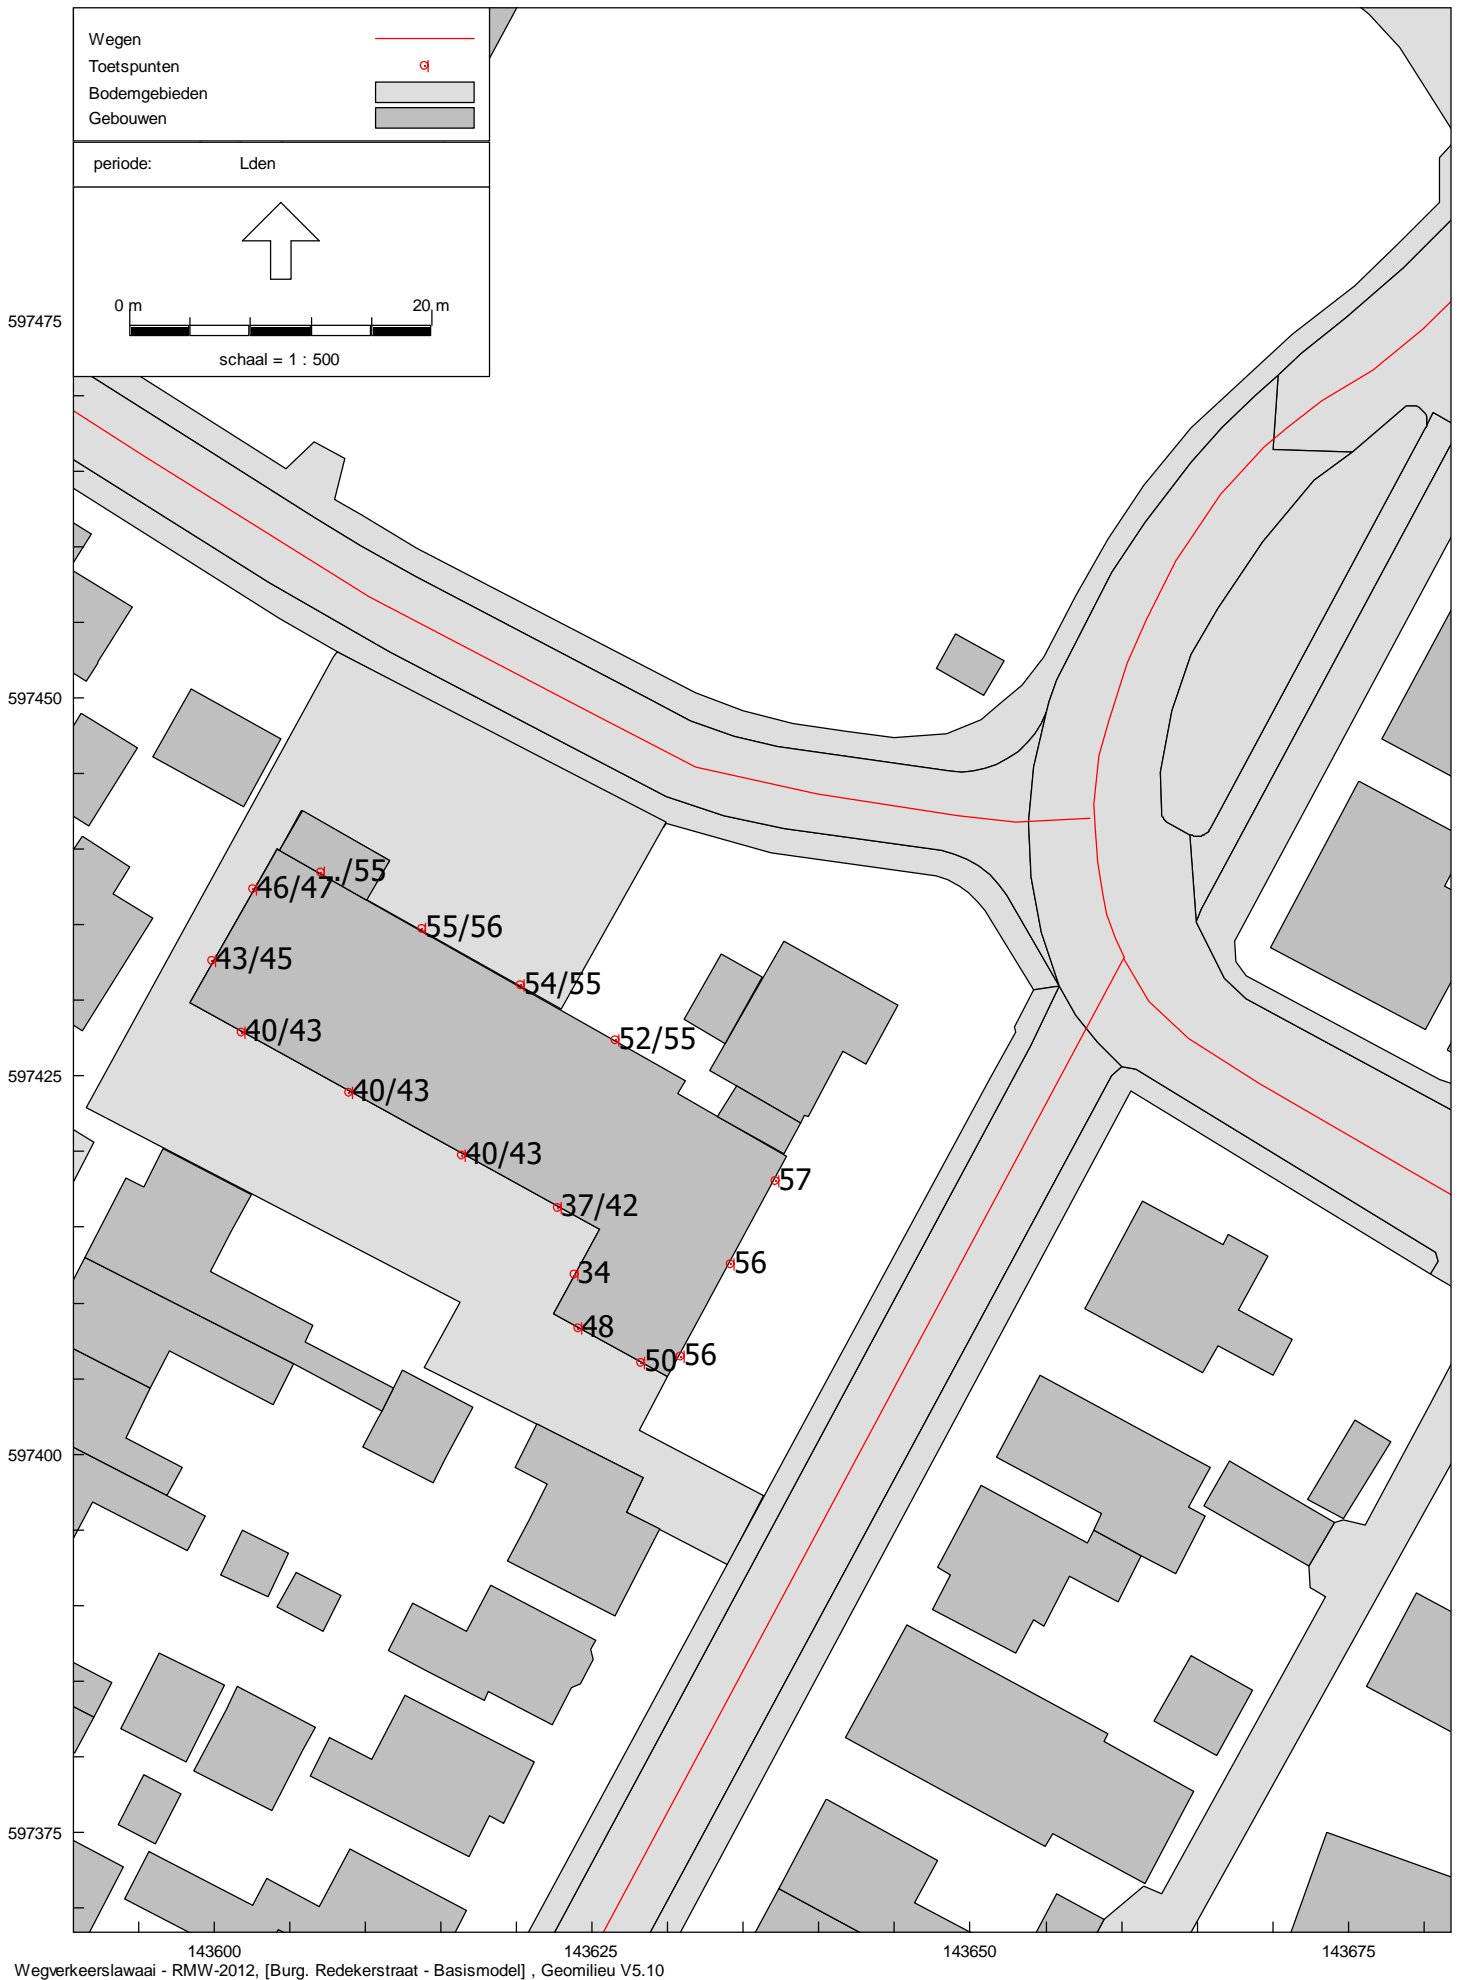 Wegen
Toetspunten
Bodemgebieden
Gebouwen
periode: Lden
0 m 20 m
schaal = 1 : 500
597475
597450
597425
597400
597375
46/47
--/55
55/56
43/45
54/55
40/43
52/55
40/43
40/43
57
37/42
56
34
48
50
56
143600 143625 143650 143675
Wegverkeerslawaai - RMW-2012, [Burg. Redekerstraat - Basismodel] , Geomilieu V5.10